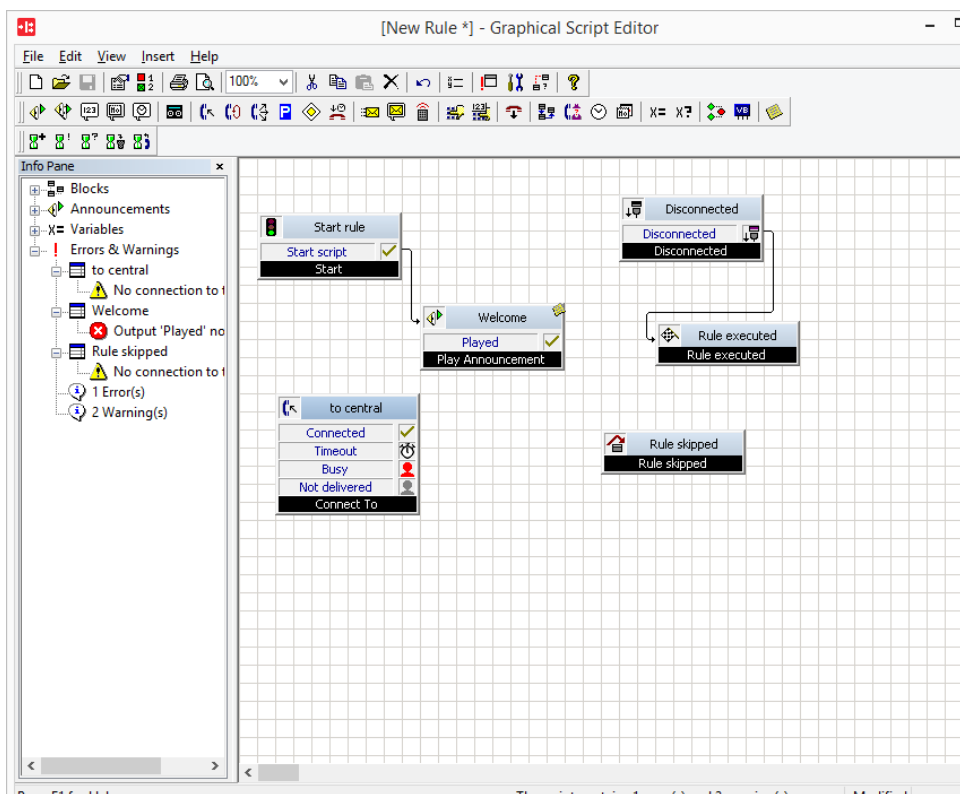 [New Rule *] - Graphical Script Editor
File Edit View Insert Help
100%
Info Pane
Blocks
Announcements
X= Variables
Errors & Warnings
to central
No connection to
Welcome
Output 'Played' no
Rule skipped
No connection to
1 Error(s)
2 Warning(s)
Start rule
Start script
Start
Welcome
Played
Play Announcement
to central
Connected
Timeout
Busy
Not delivered
Connect To
Disconnected
Disconnected
Disconnected
Rule executed
Rule executed
Rule skipped
Rule skipped